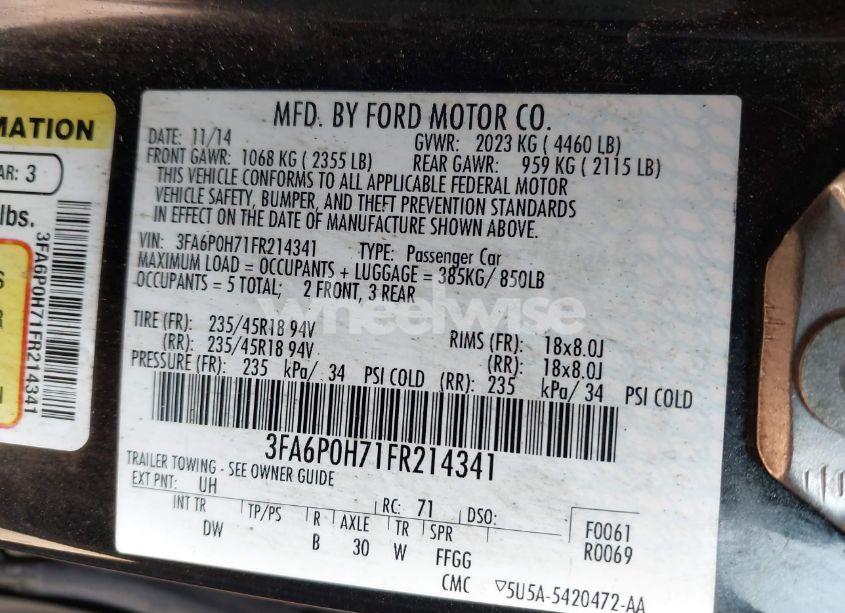 MATION
AR: 3
lbs.
3FA6P0H71FR214341
S
R
N
MFD. BY FORD MOTOR CO.
DATE: 11/14 GVWR: 2023 KG ( 4460 LB)
FRONT GAWR: 1068 KG ( 2355 LB) REAR GAWR: 959 KG ( 2115 LB)
THIS VEHICLE CONFORMS TO ALL APPLICABLE FEDERAL MOTOR
VEHICLE SAFETY, BUMPER, AND THEFT PREVENTION STANDARDS
IN EFFECT ON THE DATE OF MANUFACTURE SHOWN ABOVE.
VIN: 3FA6P0H71FR214341 TYPE: Passenger Car
MAXIMUM LOAD = OCCUPANTS + LUGGAGE = 385KG/ 850LB
OCCUPANTS = 5 TOTAL; 2 FRONT, 3 REAR
wheelwise
TIRE (FR): 235/45R18 94V RIMS (FR): 18x8.0J
(RR): 235/45R18 94V (RR): 18x8.0J
PRESSURE (FR): 235 kPa/ 34 PSI COLD (RR): 235 kPa/ 34 PSI COLD
3FA6P0H71FR214341
TRAILER TOWING - SEE OWNER GUIDE
EXT PNT: UH RC: 71 DSO:
INT TR TP/PS R AXLE TR SPR F0061
DW B 30 W FFGG R0069
CMC 5U5A-5420472-AA